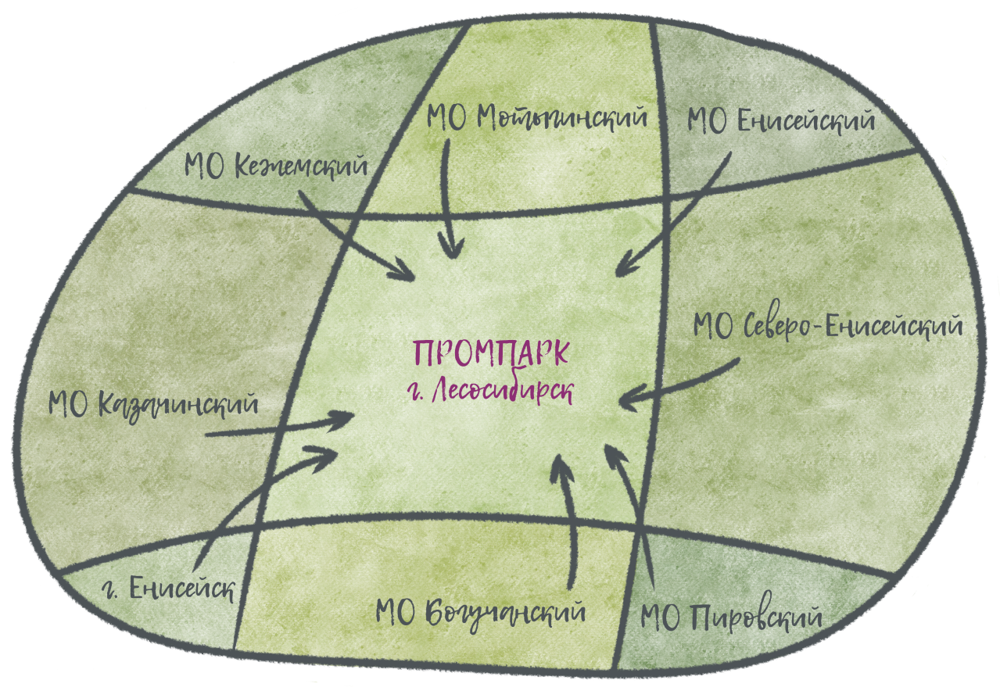 МО Мотыгинский
МО Енисейский
МО Кежемский
МО Северо-Енисейский
ПРОМПАРК
г. Лесосибирск
МО Казачинский
г. Енисейск
МО Богучанский
МО Пировский